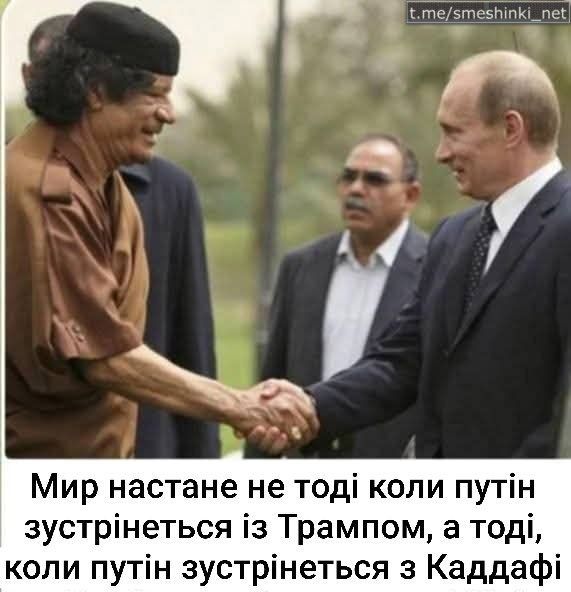 t.me/smeshinki_net
Мир настане не тоді коли путін
зустрінеться із Трампом, а тоді,
коли путін зустрінеться з Каддафі